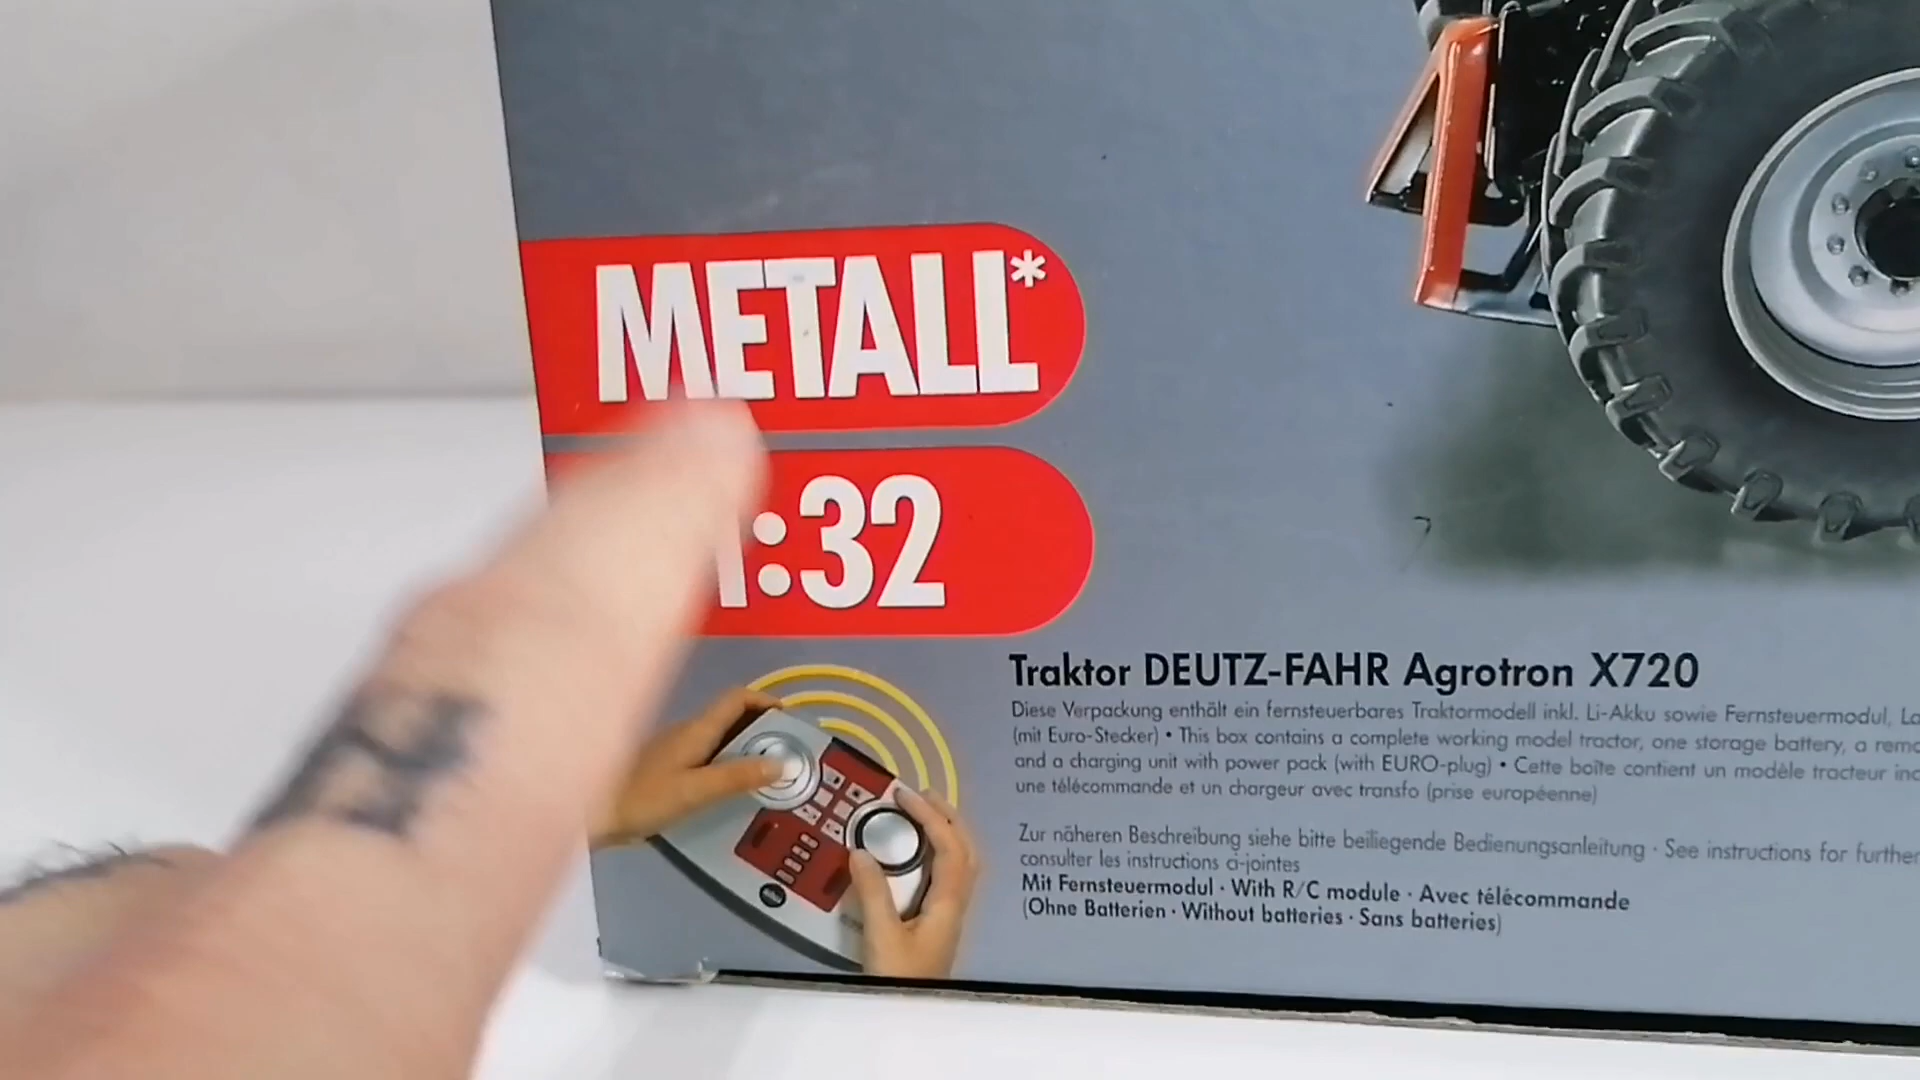 METALL*
1:32
Traktor DEUTZ-FAHR Agrotron X720
Diese Verpackung enthält ein fernsteuerbares Traktormodell inkl. Li-Akku sowie Fernsteuermodul,
(mit Euro-Stecker) • This box contains a complete working model tractor, one storage battery, a
and a charging unit with power pack (with EURO-plug) • Cette boîte contient un modèle tracteur
une télécommande et un chargeur avec transfo (prise européenne)
Zur näheren Beschreibung siehe bitte beiliegende Bedienungsanleitung · See instructions for
consulter les instructions ci-jointes
Mit Fernsteuermodul · With R/C module · Avec télécommande
(Ohne Batterien · Without batteries · Sans batteries)